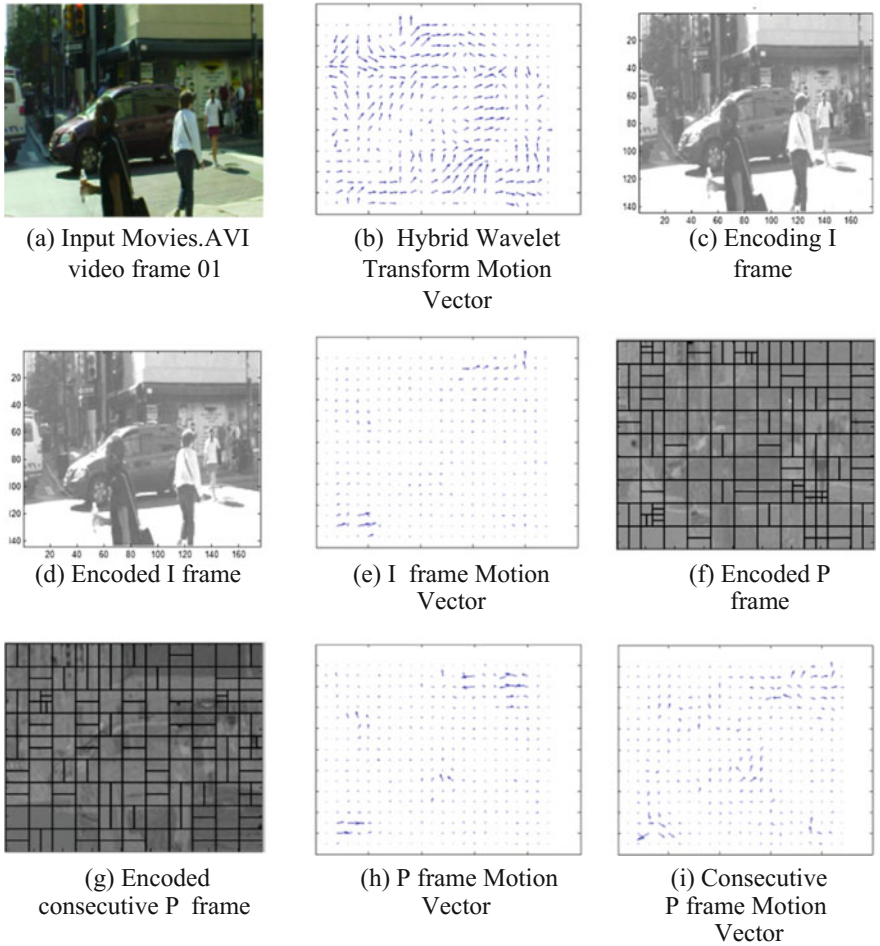 20
40
60
80
100
120
140
20 40 60 80 100 120 140 160
(a) Input Movies.AVI
video frame 01
(b) Hybrid Wavelet
Transform Motion
Vector
(c) Encoding I
frame
20
40
60
80
100
120
140
20 40 60 80 100 120 140 160
(d) Encoded I frame
(e) I frame Motion
Vector
(f) Encoded P
frame
(g) Encoded
consecutive P frame
(h) P frame Motion
Vector
(i) Consecutive
P frame Motion
Vector